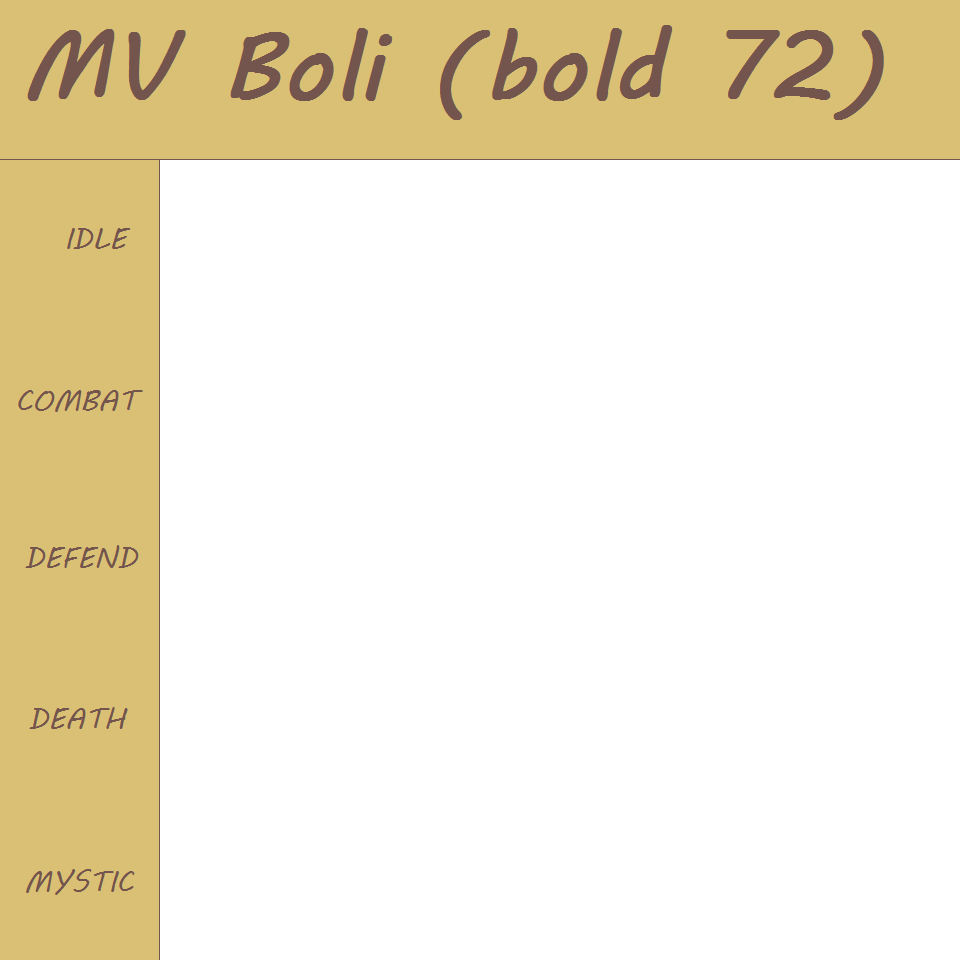 MV Boli (bold 72)
IDLE
COMBAT
DEFEND
DEATH
MYSTIC